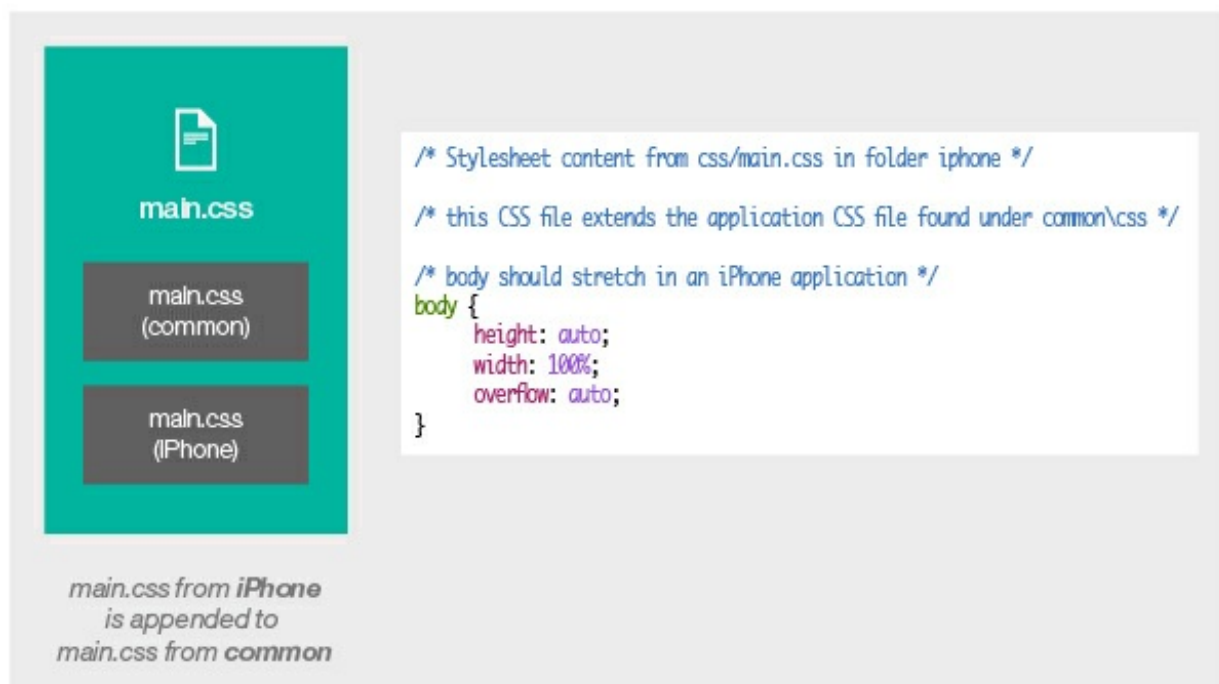 main.css
main.css
(common)
main.css
(iPhone)
main.css from iPhone
is appended to
main.css from common
/* Stylesheet content from css/main.css in folder iphone */
/* this CSS file extends the application CSS file found under common\css */
/* body should stretch in an iPhone application */
body {
height: auto;
width: 100%;
overflow: auto;
}